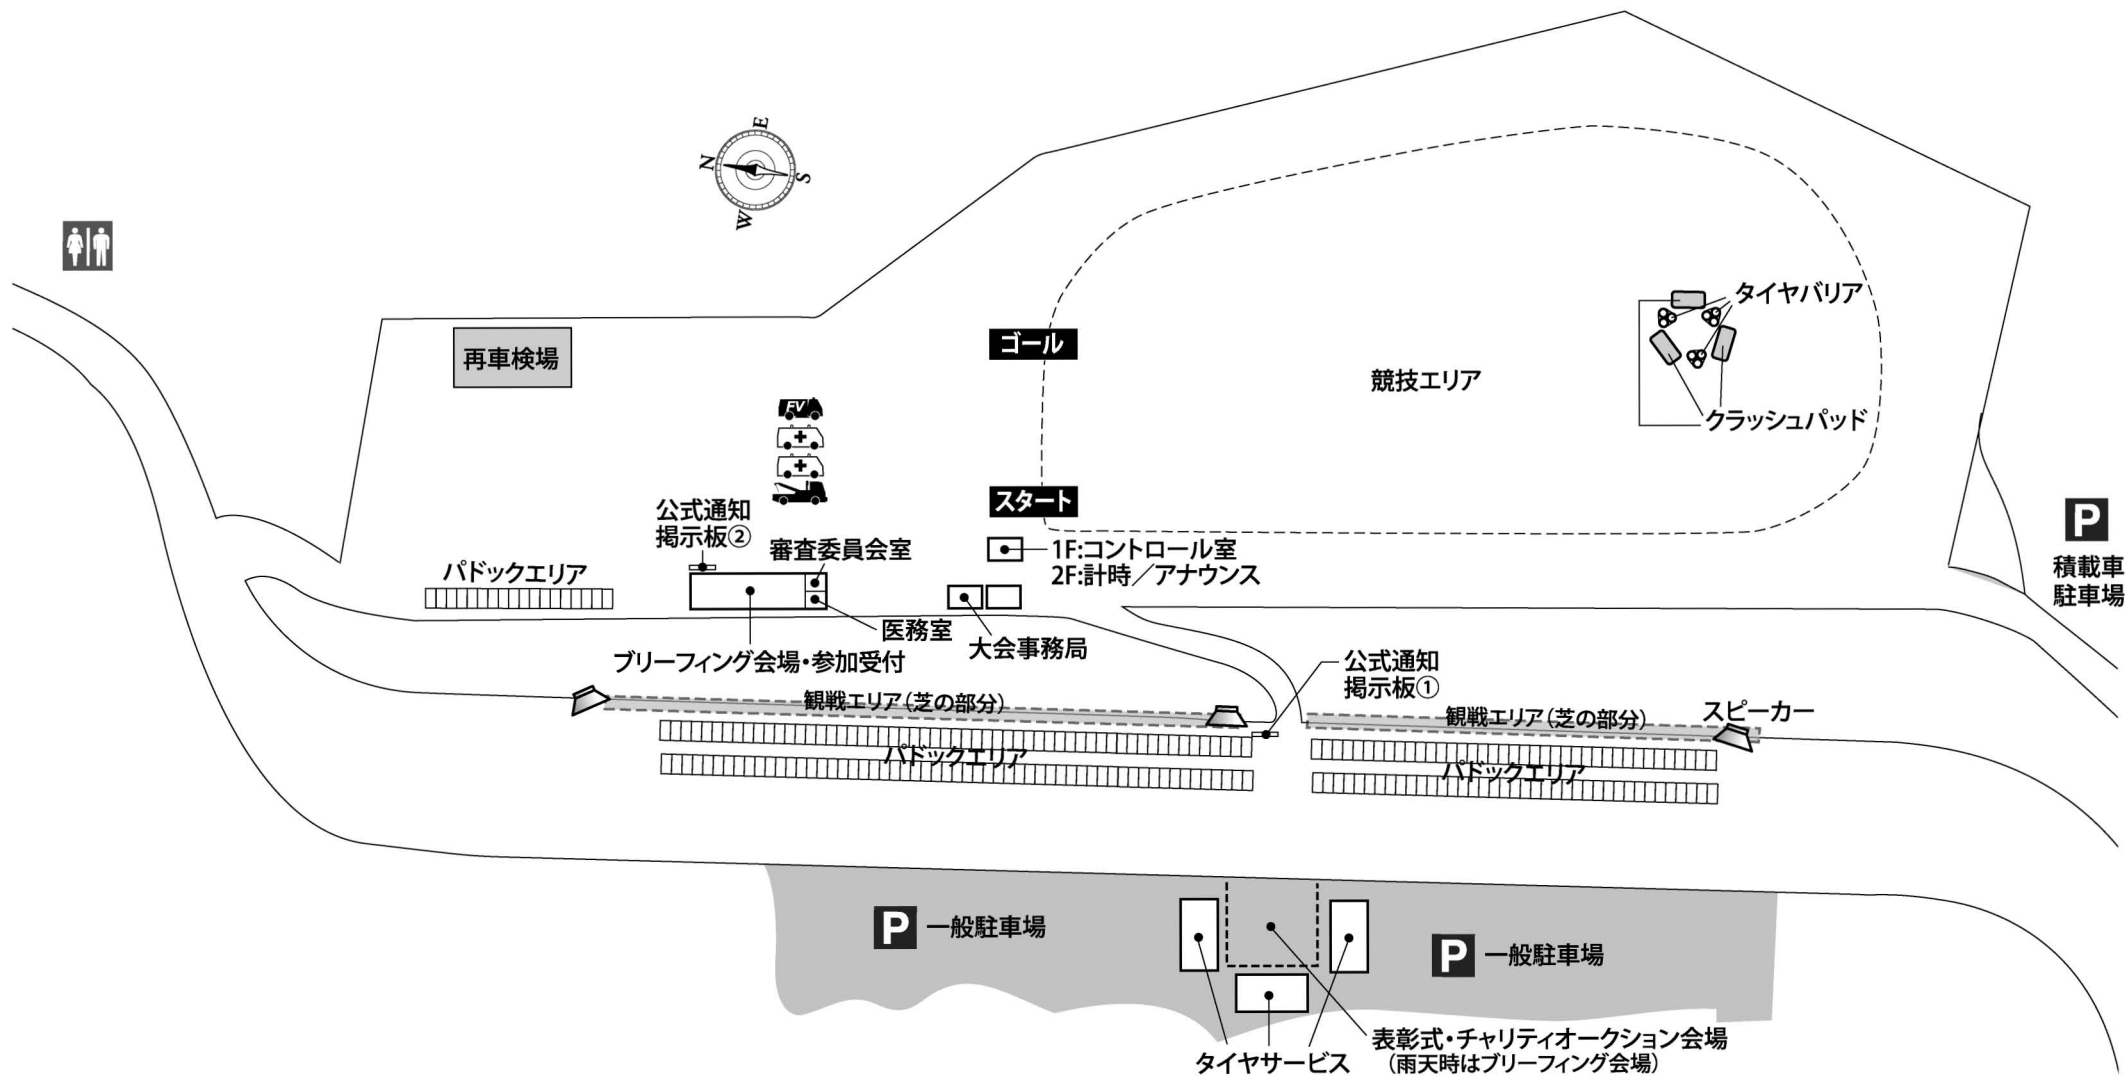 E
N
S
W
タイヤバリア
ゴール
再車検場
競技エリア
FV
クラッシュパッド
スタート
P
積載車
駐車場
公式通知
掲示板②
審査委員会室
1F:コントロール室
2F:計時／アナウンス
パドックエリア
医務室
大会事務局
ブリーフィング会場・参加受付
公式通知
掲示板①
観戦エリア（芝の部分）
観戦エリア（芝の部分）
スピーカー
パドックエリア
パドックエリア
P 一般駐車場
P 一般駐車場
表彰式・チャリティオークション会場
（雨天時はブリーフィング会場）
タイヤサービス